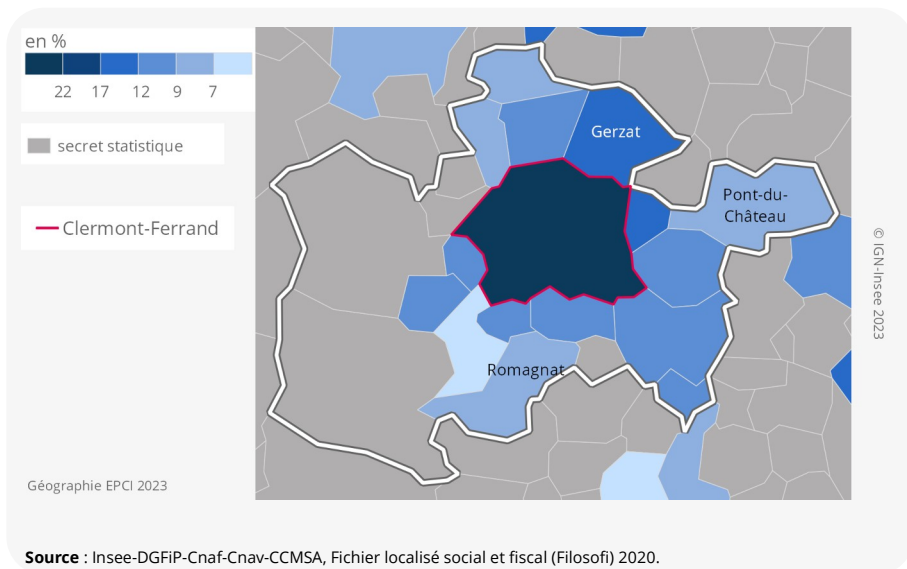 en %
22 17 12 9 7
secret statistique
Clermont-Ferrand
Gerzat
Pont-du-
Château
Romagnat
© IGN-Insee 2023
Géographie EPCI 2023
Source : Insee-DGFiP-Cnaf-Cnav-CCMSA, Fichier localisé social et fiscal (Filosofi) 2020.